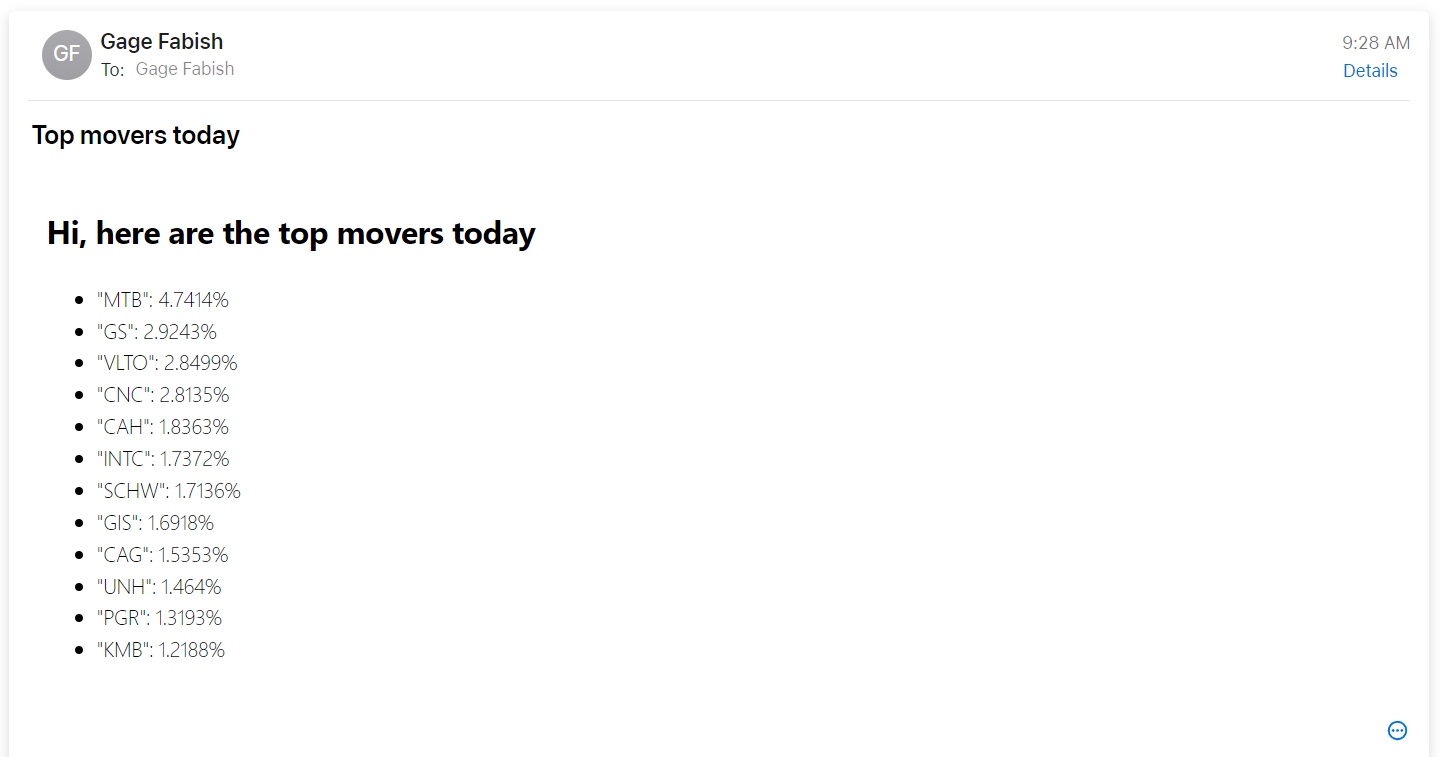 GF
Gage Fabish
9:28 AM
To: Gage Fabish
Details
Top movers today
Hi, here are the top movers today
"MTB": 4.7414%
"GS": 2.9243%
"VLTO": 2.8499%
"CNC": 2.8135%
"CAH": 1.8363%
"INTC": 1.7372%
"SCHW": 1.7136%
"GIS": 1.6918%
"CAG": 1.5353%
"UNH": 1.464%
"PGR": 1.3193%
"KMB": 1.2188%